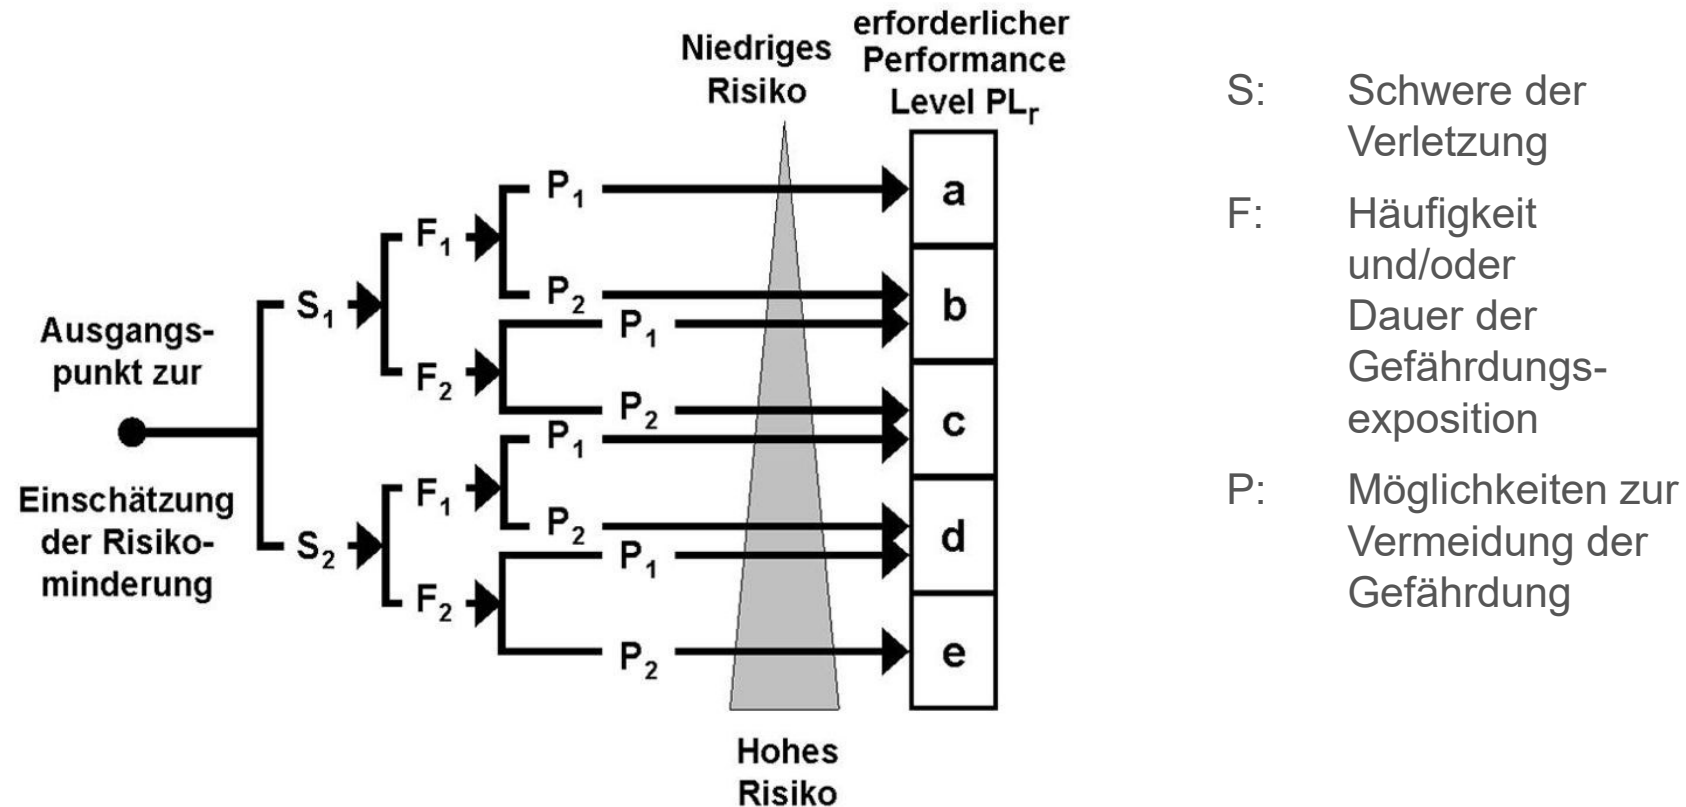 erforderlicher
Performance
Level PLr
Niedriges
Risiko
S: Schwere der
Verletzung
F: Häufigkeit
und/oder
Dauer der
Gefährdungs-
exposition
P: Möglichkeiten zur
Vermeidung der
Gefährdung
Ausgangs-
punkt zur
Einschätzung
der Risiko-
minderung
S1
F1
P1
a
P2
b
F2
P1
P2
c
S2
F1
P1
P2
d
F2
P1
P2
e
Hohes
Risiko